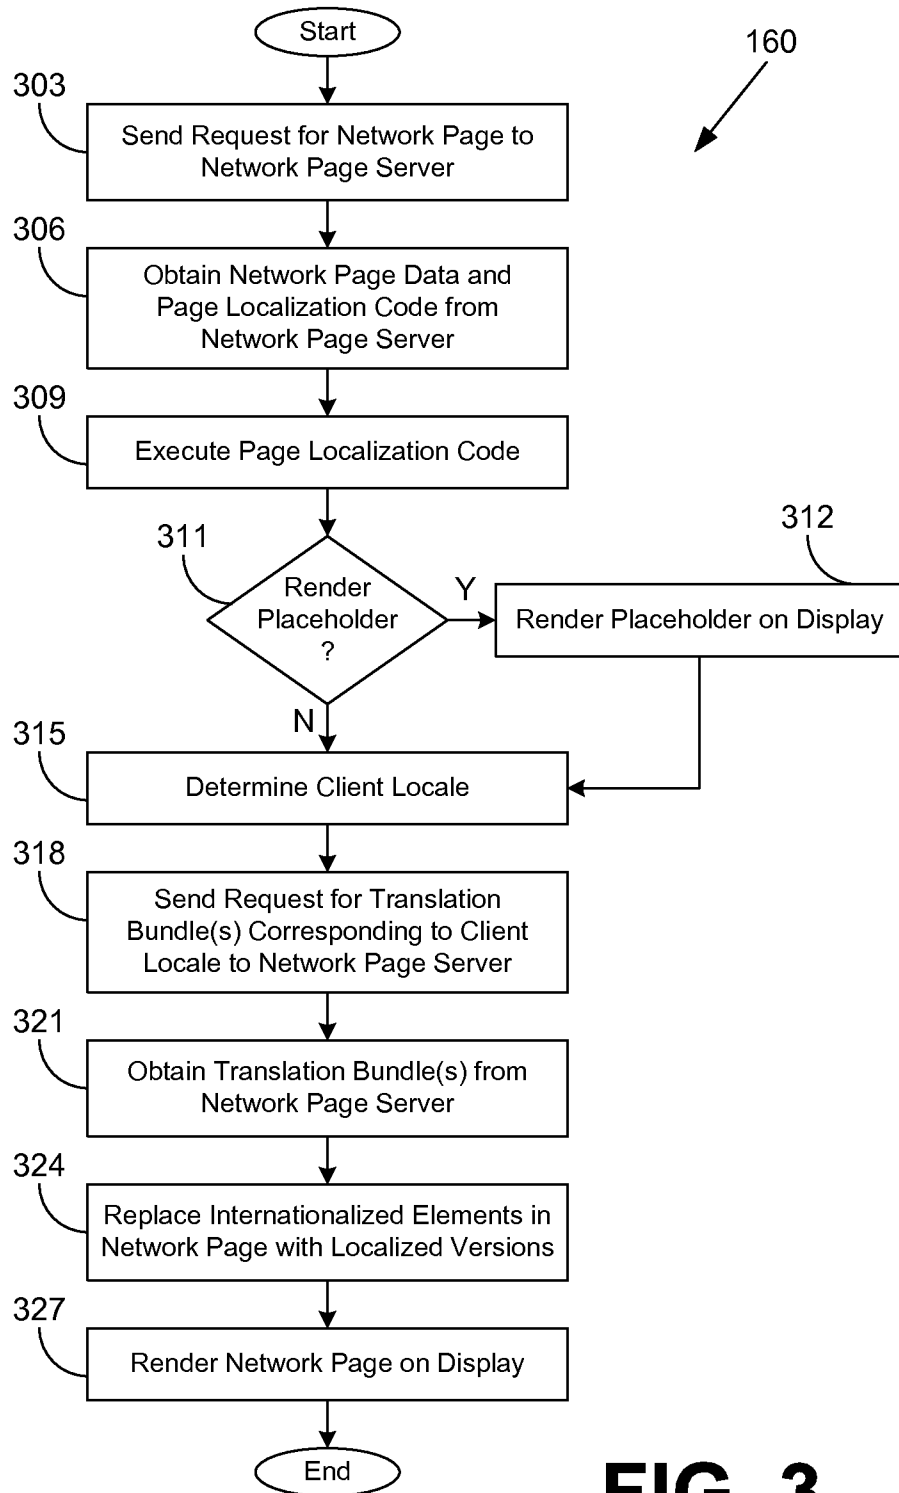 Start
160
303
Send Request for Network Page to
Network Page Server
306
Obtain Network Page Data and
Page Localization Code from
Network Page Server
309
Execute Page Localization Code
311
Render
Placeholder
?
Y
312
Render Placeholder on Display
N
315
Determine Client Locale
318
Send Request for Translation
Bundle(s) Corresponding to Client
Locale to Network Page Server
321
Obtain Translation Bundle(s) from
Network Page Server
324
Replace Internationalized Elements in
Network Page with Localized Versions
327
Render Network Page on Display
End
FIG. 3